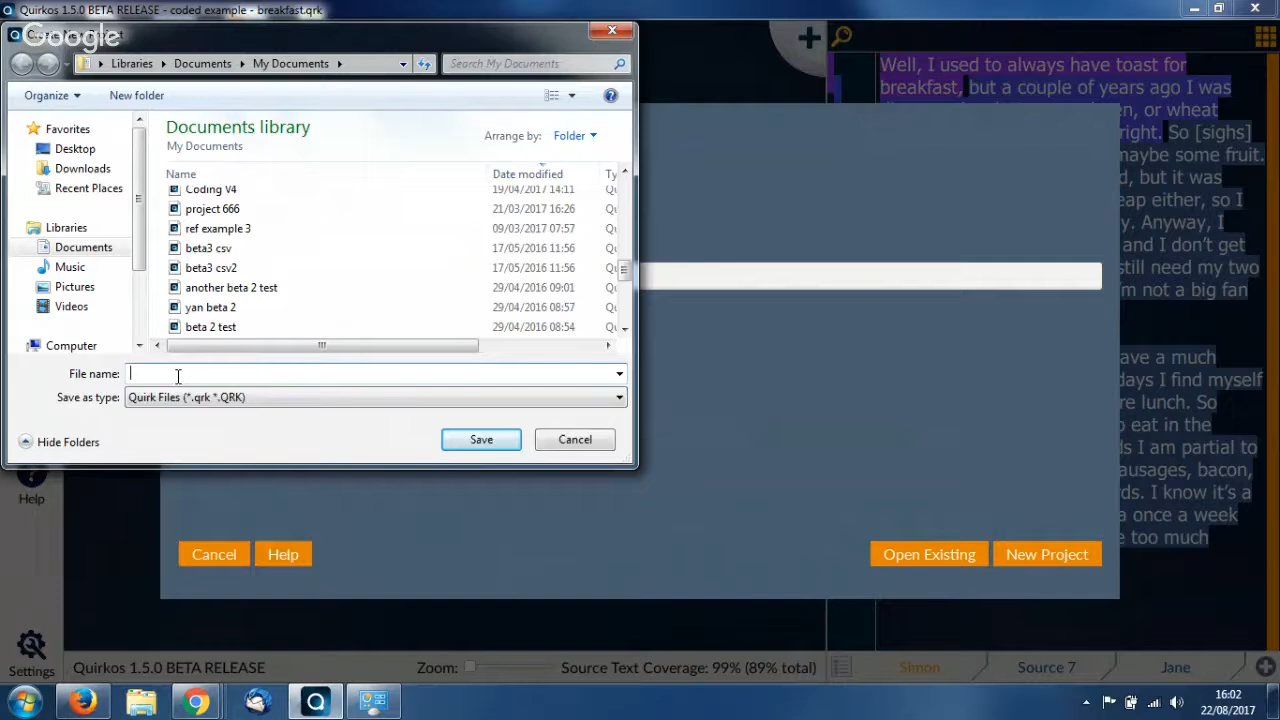 Quirkos 1.5.0 BETA RELEASE - coded example - breakfast.qrk
Google
Libraries
Documents
My Documents
Search My Documents
Organize
New folder
Favorites
Desktop
Downloads
Recent Places
Libraries
Documents
Music
Pictures
Videos
Computer
Documents library
My Documents
Arrange by: Folder
Name Date modified Ty
Coding V4 19/04/2017 14:11
project 666 21/03/2017 16:26
ref example 3 09/03/2017 07:57
beta3 csv 17/05/2016 11:56
beta3 csv2 17/05/2016 11:56
another beta 2 test 29/04/2016 09:01
yan beta 2 29/04/2016 08:57
beta 2 test 29/04/2016 08:54
File name:
Save as type: Quirk Files (*.qrk *.QRK)
Hide Folders
Save
Cancel
Well, I used to always have toast for
breakfast, but a couple of years ago I was
en, or wheat
right. So [sighs]
maybe some fruit.
d, but it was
eap either, so I
y. Anyway, I
and I don't get
still need my two
I'm not a big fan
ave a much
days I find myself
re lunch. So
o eat in the
ds I am partial to
ausages, bacon,
rds. I know it's a
a once a week
e too much
Cancel
Help
Open Existing
New Project
Help
Settings
Quirkos 1.5.0 BETA RELEASE
Zoom:
Source Text Coverage: 99% (89% total)
Simon
Source 7
Jane
16:02
22/08/2017